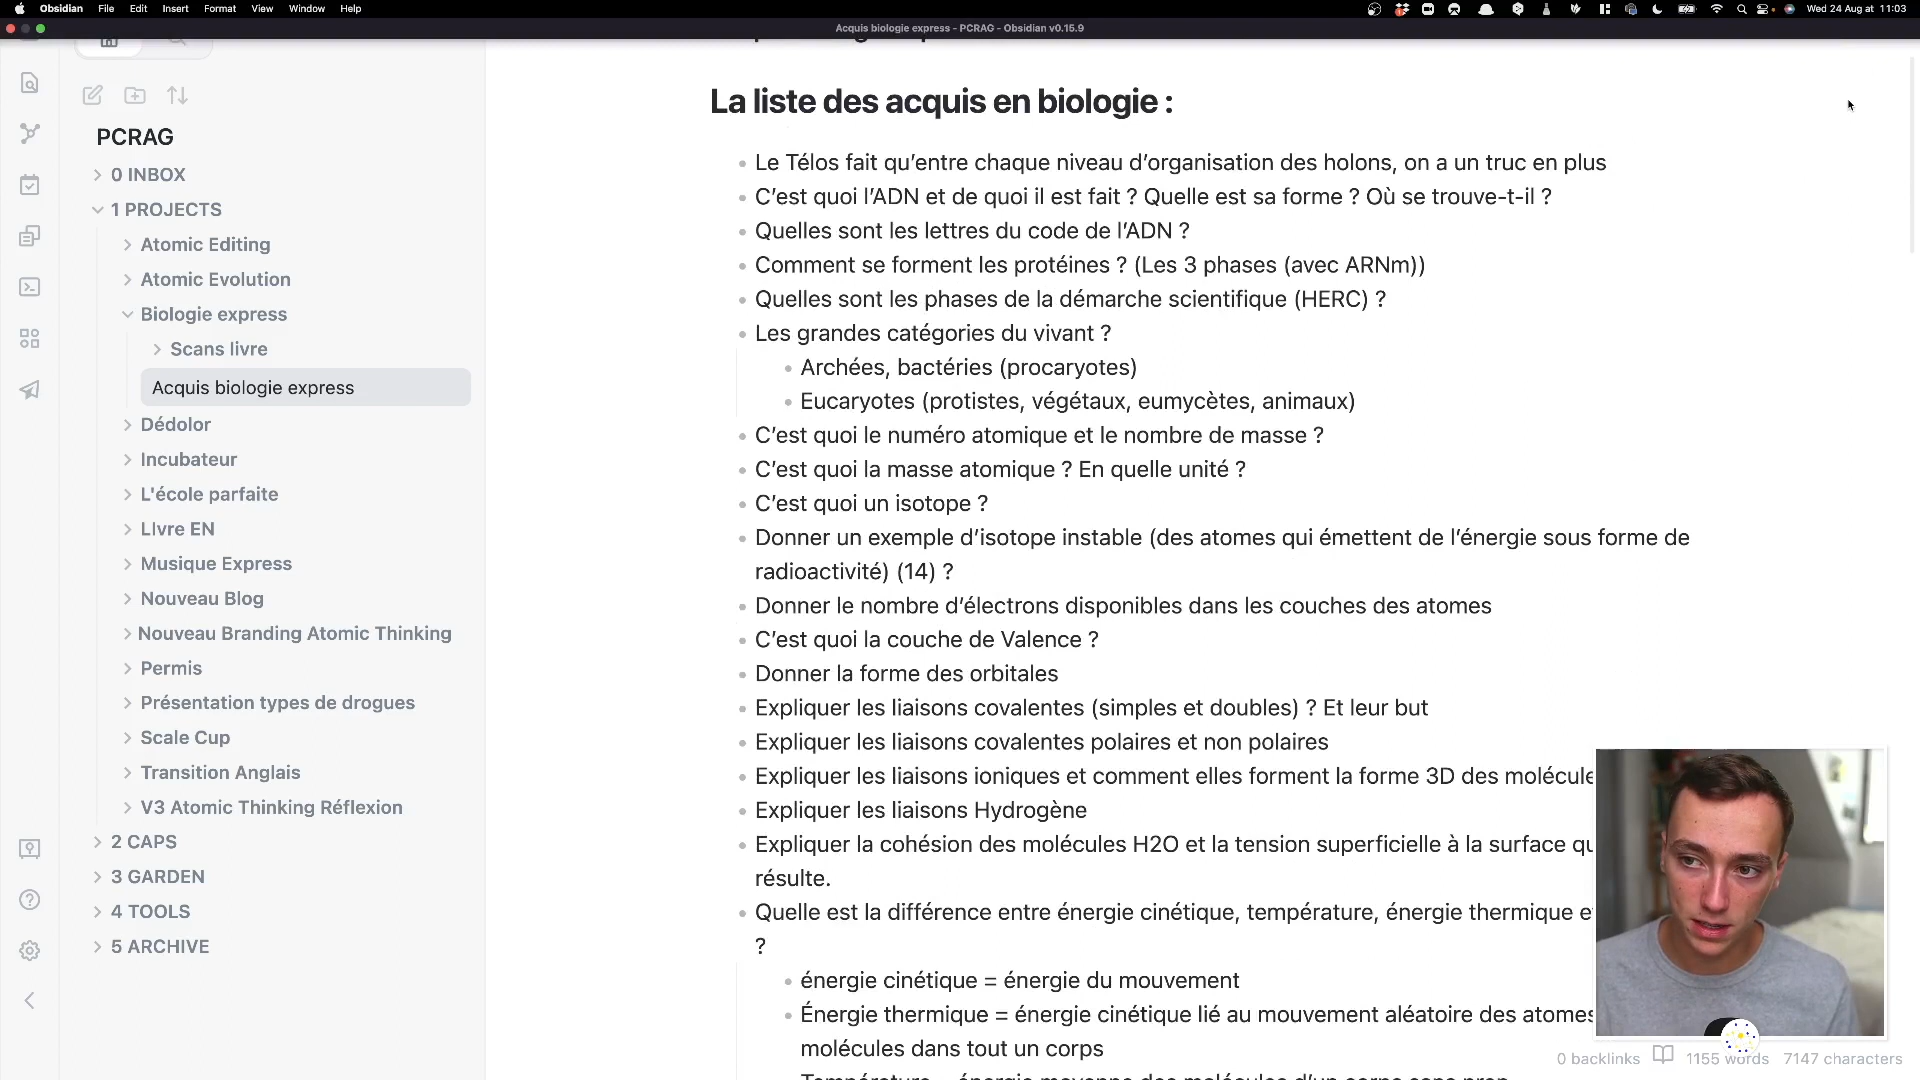 Obsidian File Edit Insert Format View Window Help
Wed 24 Aug at 11:03
Acquis biologie express - PCRAG - Obsidian v0.15.9
PCRAG
0 INBOX
1 PROJECTS
Atomic Editing
Atomic Evolution
Biologie express
Scans livre
Acquis biologie express
Dédolor
Incubateur
L'école parfaite
LIvre EN
Musique Express
Nouveau Blog
Nouveau Branding Atomic Thinking
Permis
Présentation types de drogues
Scale Cup
Transition Anglais
V3 Atomic Thinking Réflexion
2 CAPS
3 GARDEN
4 TOOLS
5 ARCHIVE
La liste des acquis en biologie :
Le Télos fait qu’entre chaque niveau d’organisation des holons, on a un truc en plus
C’est quoi l’ADN et de quoi il est fait ? Quelle est sa forme ? Où se trouve-t-il ?
Quelles sont les lettres du code de l’ADN ?
Comment se forment les protéines ? (Les 3 phases (avec ARNm))
Quelles sont les phases de la démarche scientifique (HERC) ?
Les grandes catégories du vivant ?
Archées, bactéries (procaryotes)
Eucaryotes (protistes, végétaux, eumycètes, animaux)
C’est quoi le numéro atomique et le nombre de masse ?
C’est quoi la masse atomique ? En quelle unité ?
C’est quoi un isotope ?
Donner un exemple d’isotope instable (des atomes qui émettent de l’énergie sous forme de
radioactivité) (14) ?
Donner le nombre d’électrons disponibles dans les couches des atomes
C’est quoi la couche de Valence ?
Donner la forme des orbitales
Expliquer les liaisons covalentes (simples et doubles) ? Et leur but
Expliquer les liaisons covalentes polaires et non polaires
Expliquer les liaisons ioniques et comment elles forment la forme 3D des molécule
Expliquer les liaisons Hydrogène
Expliquer la cohésion des molécules H2O et la tension superficielle à la surface qu
résulte.
Quelle est la différence entre énergie cinétique, température, énergie thermique e
?
énergie cinétique = énergie du mouvement
Énergie thermique = énergie cinétique lié au mouvement aléatoire des atomes
molécules dans tout un corps
0 backlinks 1155 words 7147 characters